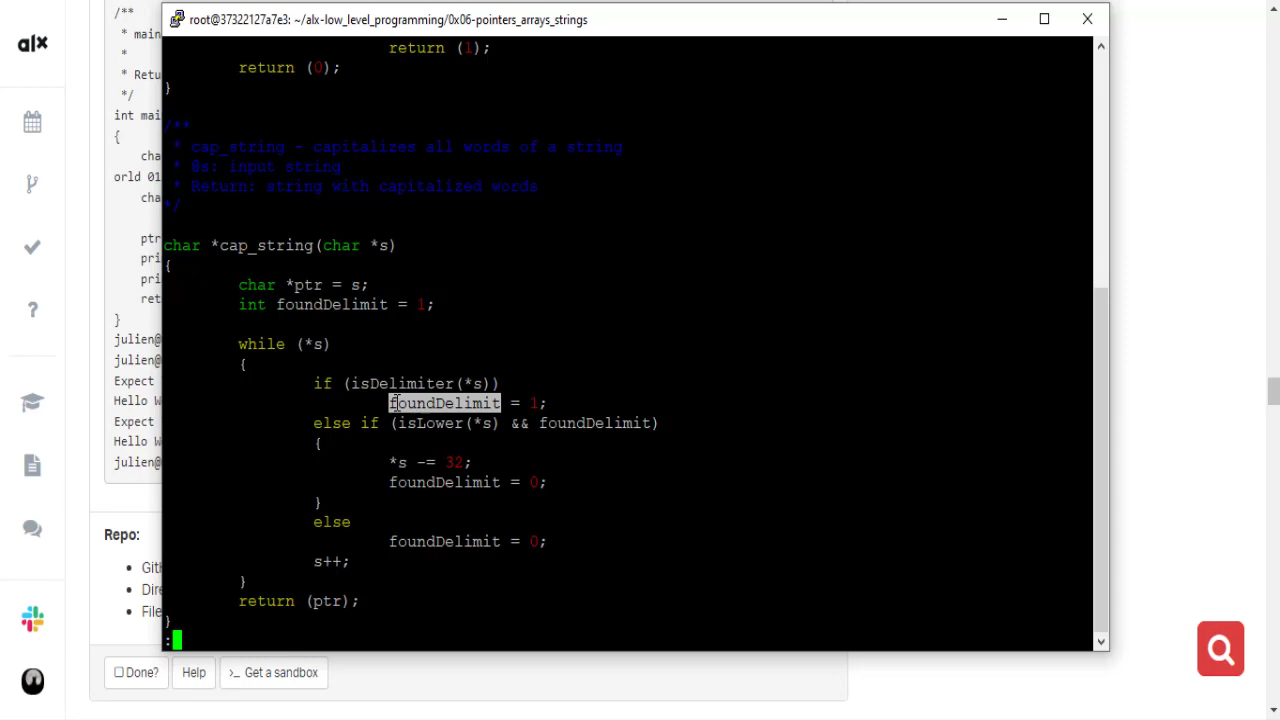 root@37322127a7e3: ~/alx-low_level_programming/0x06-pointers_arrays_strings
alx
/**
* main
*
* Retu
*/
int mai
{
cha
orld 01
cha
ptr
pri
pri
ret
}
julien@
julien@
Expect
Hello W
Expect
Hello W
julien@
return (1);
return (0);
}
/**
* cap_string - capitalizes all words of a string
* @s: input string
* Return: string with capitalized words
*/
char *cap_string(char *s)
{
char *ptr = s;
int foundDelimit = 1;
while (*s)
{
if (isDelimiter(*s))
foundDelimit = 1;
else if (isLower(*s) && foundDelimit)
{
*s -= 32;
foundDelimit = 0;
}
else
foundDelimit = 0;
s++;
}
return (ptr);
}
:
Repo:
Git
Dire
File
Done?
Help
>_ Get a sandbox